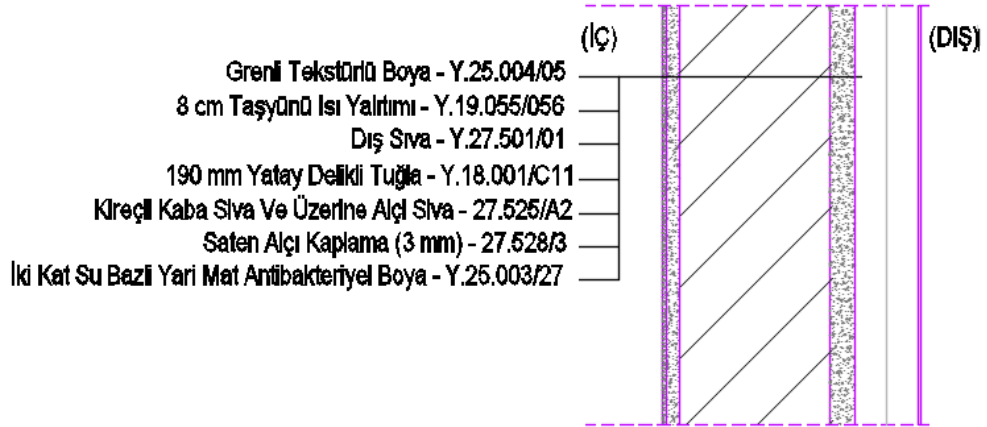 (İÇ)
(DIŞ)
Grenli Tekstürlü Boya - Y.25.004/05
8 cm Taşyünü Isı Yalıtımı - Y.19.055/056
Dış Sıva - Y.27.501/01
190 mm Yatay Delikli Tuğla - Y.18.001/C11
Kireçli Kaba Sıva Ve Üzerine Alçı Sıva - 27.525/A2
Saten Alçı Kaplama (3 mm) - 27.528/3
İki Kat Su Bazlı Yarı Mat Antibakteriyel Boya - Y.25.003/27